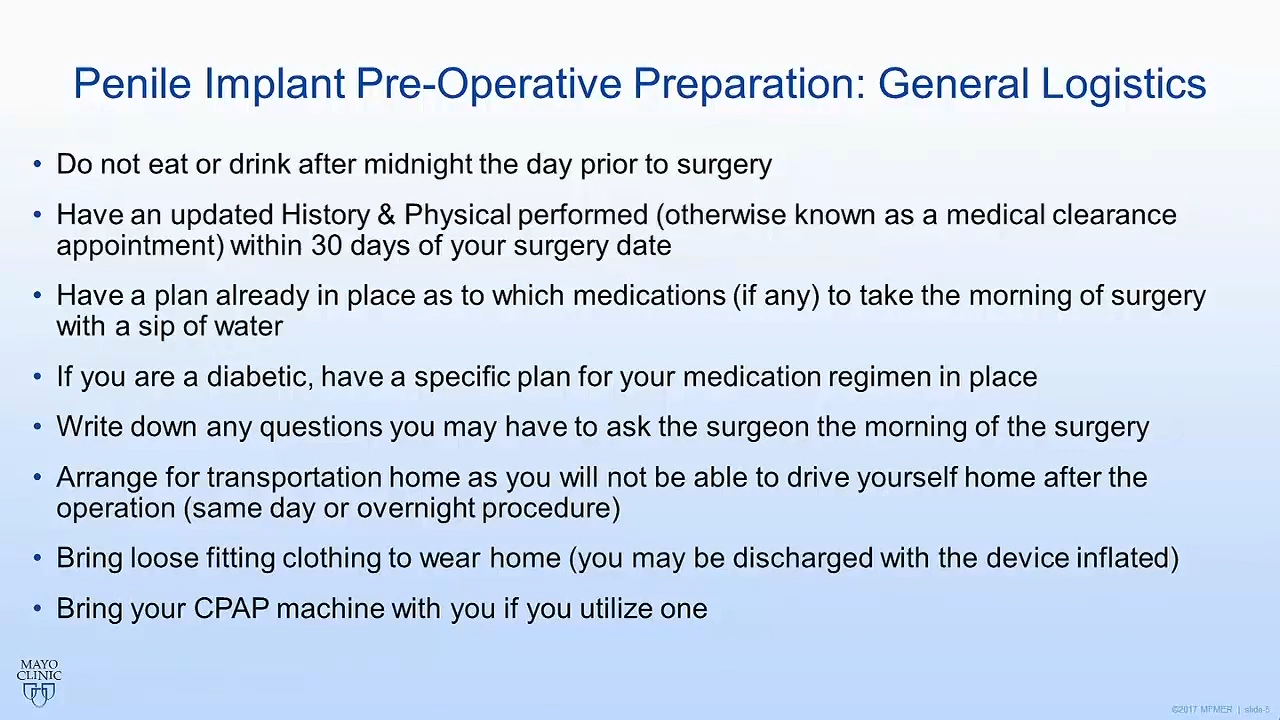 Penile Implant Pre-Operative Preparation: General Logistics
• Do not eat or drink after midnight the day prior to surgery
• Have an updated History & Physical performed (otherwise known as a medical clearance
appointment) within 30 days of your surgery date
• Have a plan already in place as to which medications (if any) to take the morning of surgery
with a sip of water
• If you are a diabetic, have a specific plan for your medication regimen in place
• Write down any questions you may have to ask the surgeon the morning of the surgery
• Arrange for transportation home as you will not be able to drive yourself home after the
operation (same day or overnight procedure)
• Bring loose fitting clothing to wear home (you may be discharged with the device inflated)
• Bring your CPAP machine with you if you utilize one
MAYO
CLINIC
©2017 MFMER | slide-5